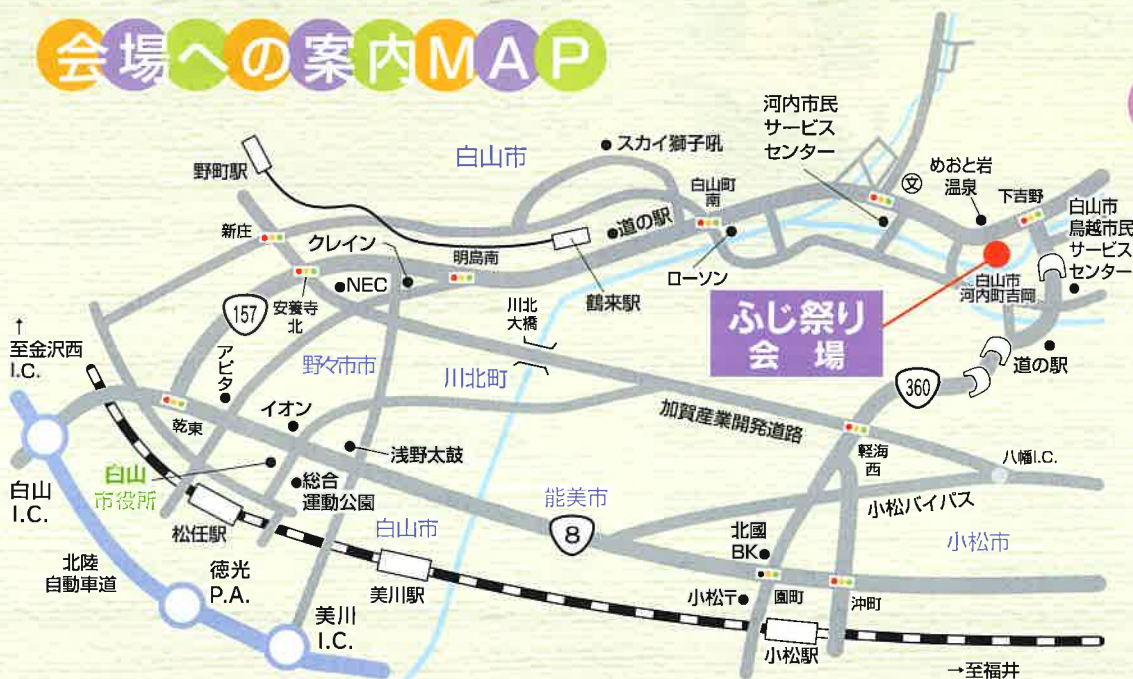 会場への案内MAP
野町駅
白山市
スカイ獅子吼
河内市民
サービス
センター
文
めおと岩
温泉
下吉野
白山市
鳥越市民
サービス
センター
白山町
南
新庄
クレイン
明島南
道の駅
ローソン
NEC
安養寺
北
157
鶴来駅
川北
大橋
ふじ祭り
会場
白山市
河内町吉岡
道の駅
↑
至金沢西
I.C.
アピタ
野々市市
川北町
360
加賀産業開発道路
乾東
イオン
浅野太鼓
軽海
西
八幡I.C.
白山
市役所
総合
運動公園
白山
I.C.
松任駅
白山市
能美市
8
小松バイパス
北國
BK
小松市
北陸
自動車道
徳光
P.A.
美川駅
美川
I.C.
小松〒
園町
沖町
小松駅
→至福井